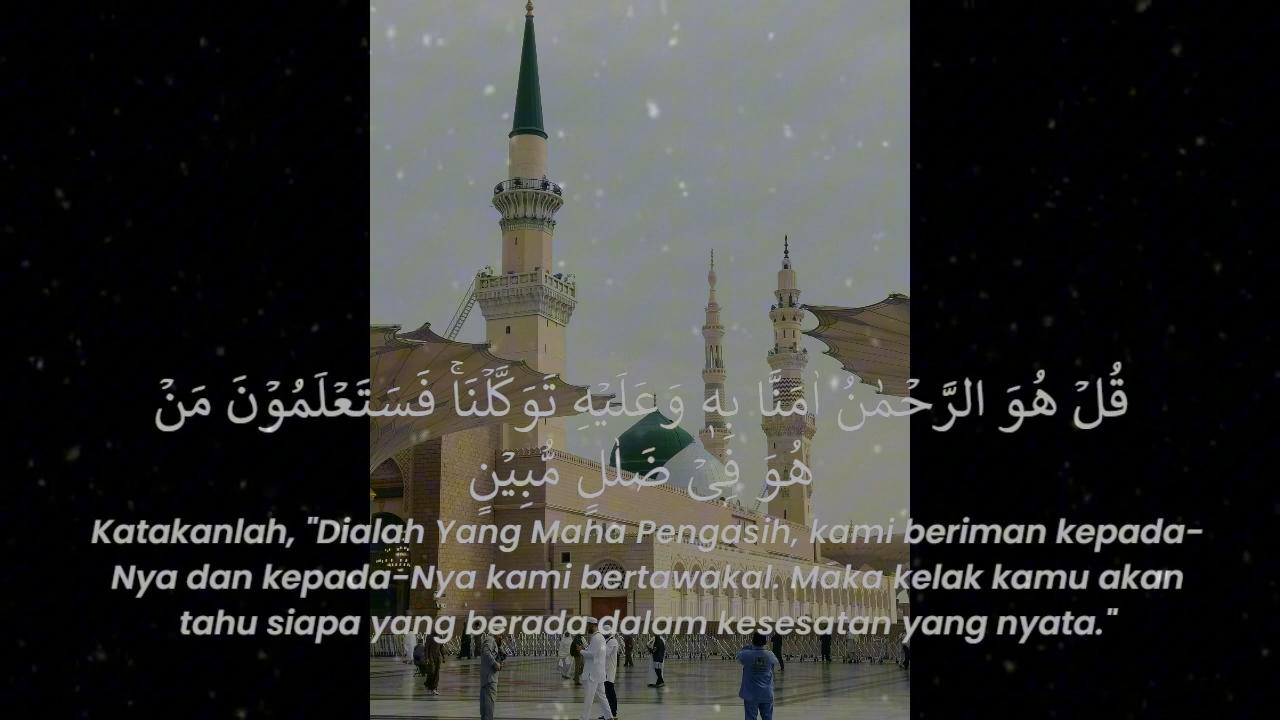 قُلۡ هُوَ الرَّحۡمٰنُ اٰمَنَّا بِهٖ وَعَلَيۡهِ تَوَكَّلۡنَا‌ۚ فَسَتَعۡلَمُوۡنَ مَنۡ
هُوَ فِىۡ ضَلٰلٍ مُّبِيۡنٍ
Katakanlah, "Dialah Yang Maha Pengasih, kami beriman kepada-
Nya dan kepada-Nya kami bertawakal. Maka kelak kamu akan
tahu siapa yang berada dalam kesesatan yang nyata."